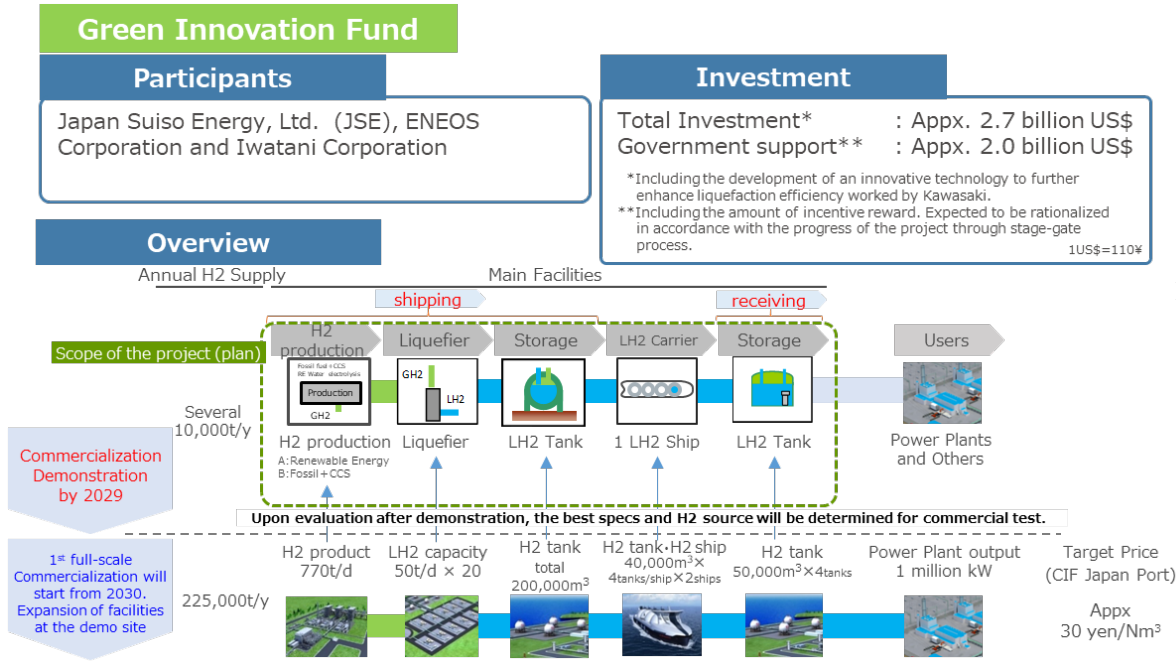 Green Innovation Fund
Participants
Japan Suiso Energy, Ltd. (JSE), ENEOS
Corporation and Iwatani Corporation
Investment
Total Investment* : Appx. 2.7 billion US$
Government support** : Appx. 2.0 billion US$
*Including the development of an innovative technology to further
enhance liquefaction efficiency worked by Kawasaki.
**Including the amount of incentive reward. Expected to be rationalized
in accordance with the progress of the project through stage-gate
process.
1US$=110¥
Overview
Annual H2 Supply
Main Facilities
shipping
receiving
Scope of the project (plan)
H2
production
Liquefier
Storage
LH2 Carrier
Storage
Users
Fossil fuel+CCS
RE Water electrolysis
Production
GH2
GH2
LH2
Several
10,000t/y
H2 production
A:Renewable Energy
B:Fossil+CCS
Liquefier
LH2 Tank
1 LH2 Ship
LH2 Tank
Power Plants
and Others
Commercialization
Demonstration
by 2029
Upon evaluation after demonstration, the best specs and H2 source will be determined for commercial test.
1st full-scale
Commercialization will
start from 2030.
Expansion of facilities
at the demo site
225,000t/y
H2 product
770t/d
LH2 capacity
50t/d × 20
H2 tank
total
200,000m³
H2 tank・H2 ship
40,000m³×
4tanks/ship×2ships
H2 tank
50,000m³×4tanks
Power Plant output
1 million kW
Target Price
(CIF Japan Port)
Appx
30 yen/Nm³